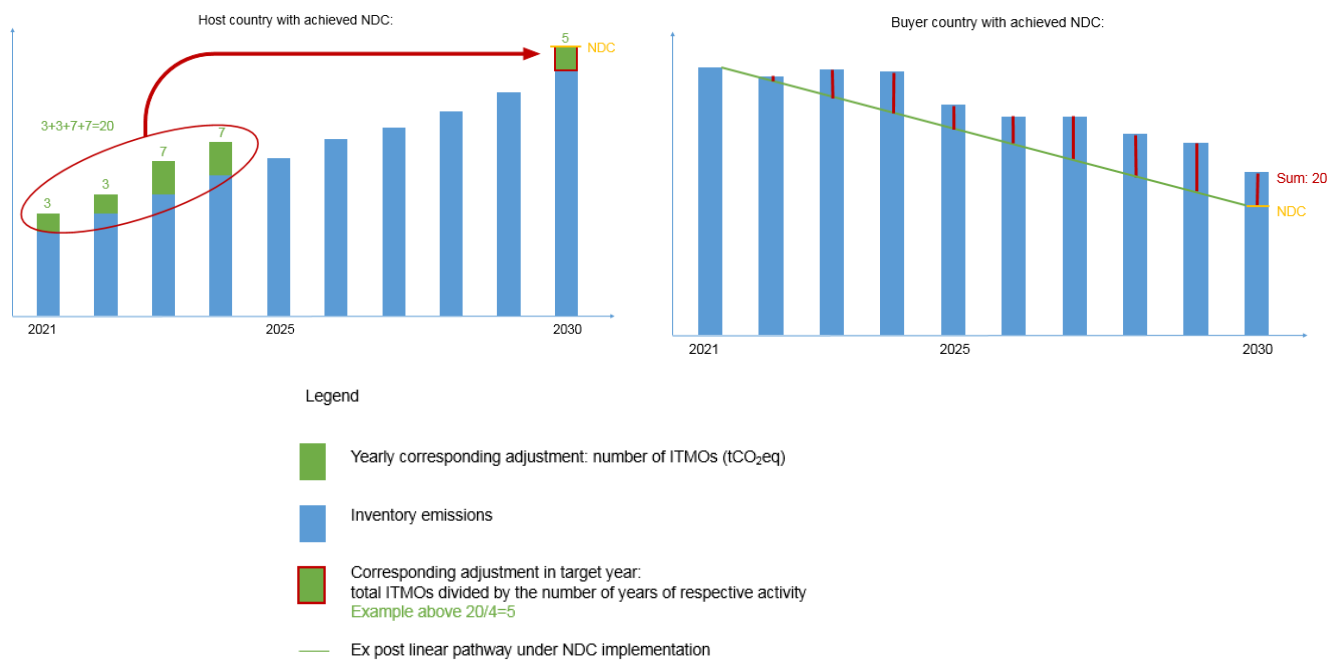 Host country with achieved NDC:
5
NDC
3+3+7+7=20
7
7
3
3
2021
2025
2030
Buyer country with achieved NDC:
Sum: 20
NDC
2021
2025
2030
Legend
Yearly corresponding adjustment: number of ITMOs (tCO₂eq)
Inventory emissions
Corresponding adjustment in target year:
total ITMOs divided by the number of years of respective activity
Example above 20/4=5
Ex post linear pathway under NDC implementation